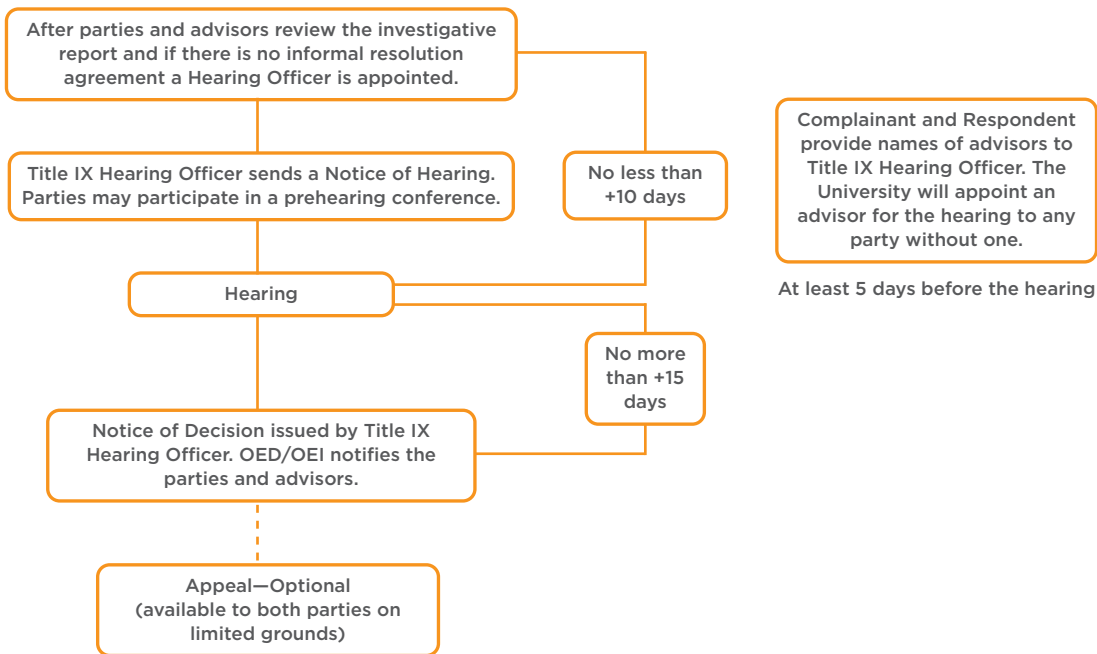 After parties and advisors review the investigative
report and if there is no informal resolution
agreement a Hearing Officer is appointed.
Title IX Hearing Officer sends a Notice of Hearing.
Parties may participate in a prehearing conference.
No less than
+10 days
Complainant and Respondent
provide names of advisors to
Title IX Hearing Officer. The
University will appoint an
advisor for the hearing to any
party without one.
At least 5 days before the hearing
Hearing
No more
than +15
days
Notice of Decision issued by Title IX
Hearing Officer. OED/OEI notifies the
parties and advisors.
Appeal—Optional
(available to both parties on
limited grounds)